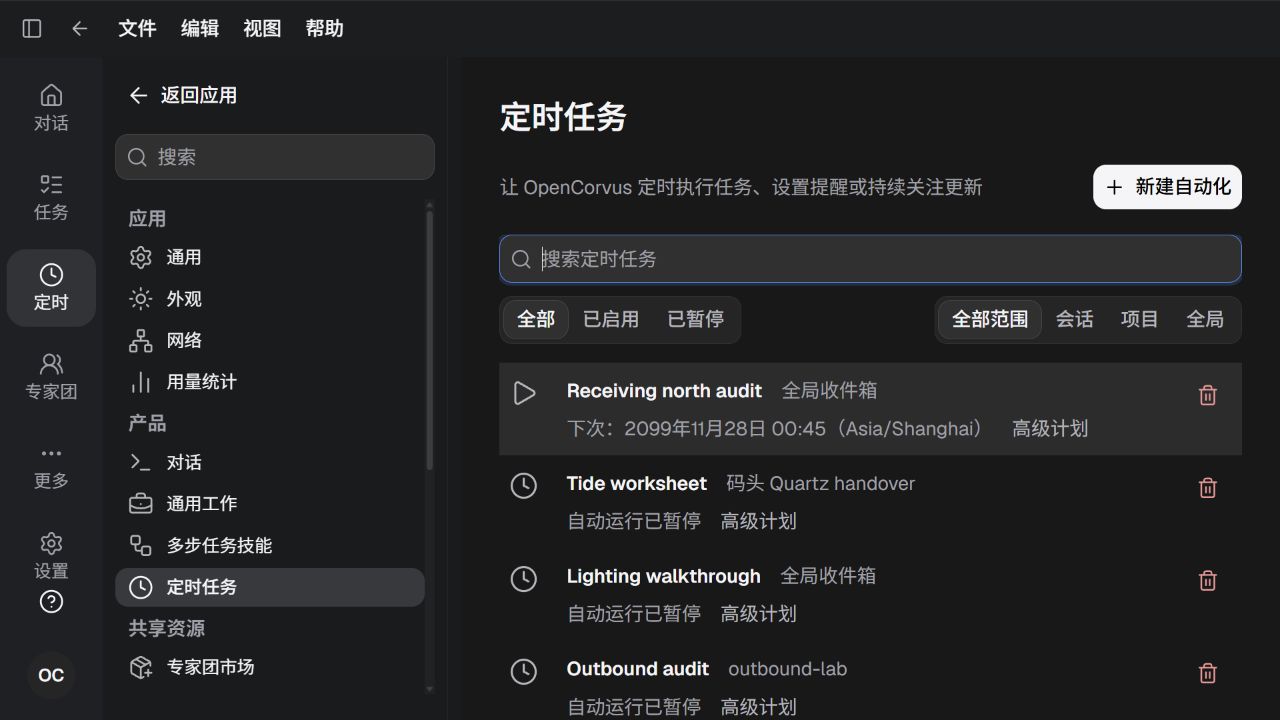 文件 编辑 视图 帮助
对话
任务
定时
专家团
更多
设置
OC
返回应用
搜索
应用
通用
外观
网络
用量统计
产品
对话
通用工作
多步任务技能
定时任务
共享资源
专家团市场
定时任务
让 OpenCorvus 定时执行任务、设置提醒或持续关注更新
新建自动化
搜索定时任务
全部 已启用 已暂停 全部范围 会话 项目 全局
Receiving north audit 全局收件箱
下次：2099年11月28日 00:45（Asia/Shanghai） 高级计划
Tide worksheet 码头 Quartz handover
自动运行已暂停 高级计划
Lighting walkthrough 全局收件箱
自动运行已暂停 高级计划
Outbound audit outbound-lab
自动运行已暂停 高级计划